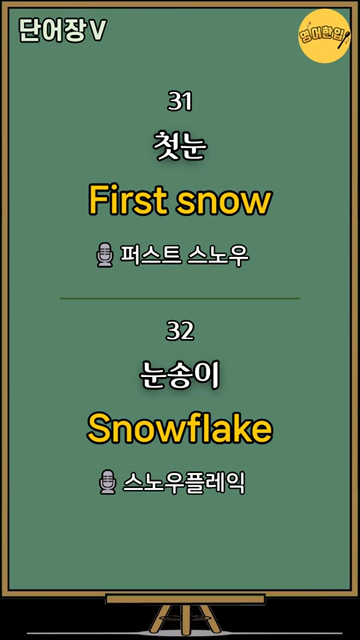 단어장 V
영어한입
31
첫눈
First snow
퍼스트 스노우
32
눈송이
Snowflake
스노우플레익